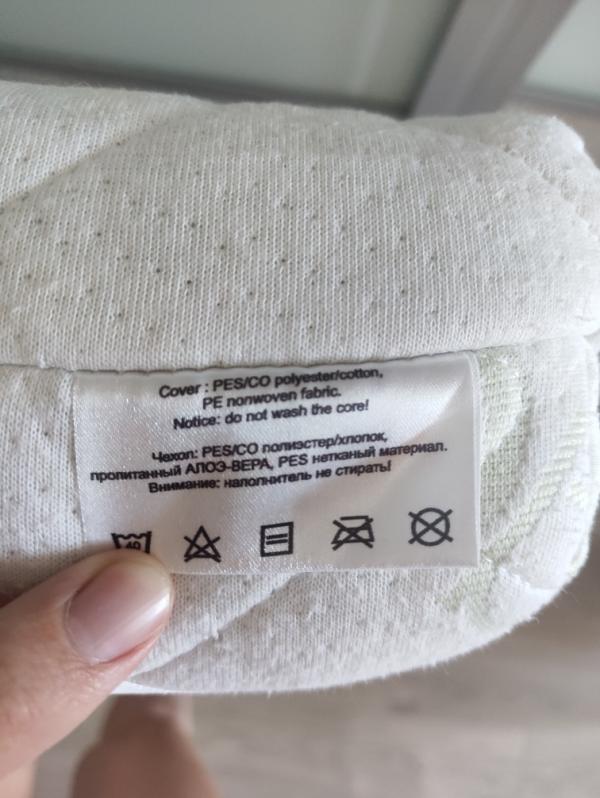 Cover : PES/CO polyester/cotton,
PE nonwoven fabric.
Notice: do not wash the core!
Чехол: PES/CO полиэстер/хлопок,
пропитанный АЛОЭ-ВЕРА, PES нетканый материал.
Внимание: наполнитель не стирать!
40